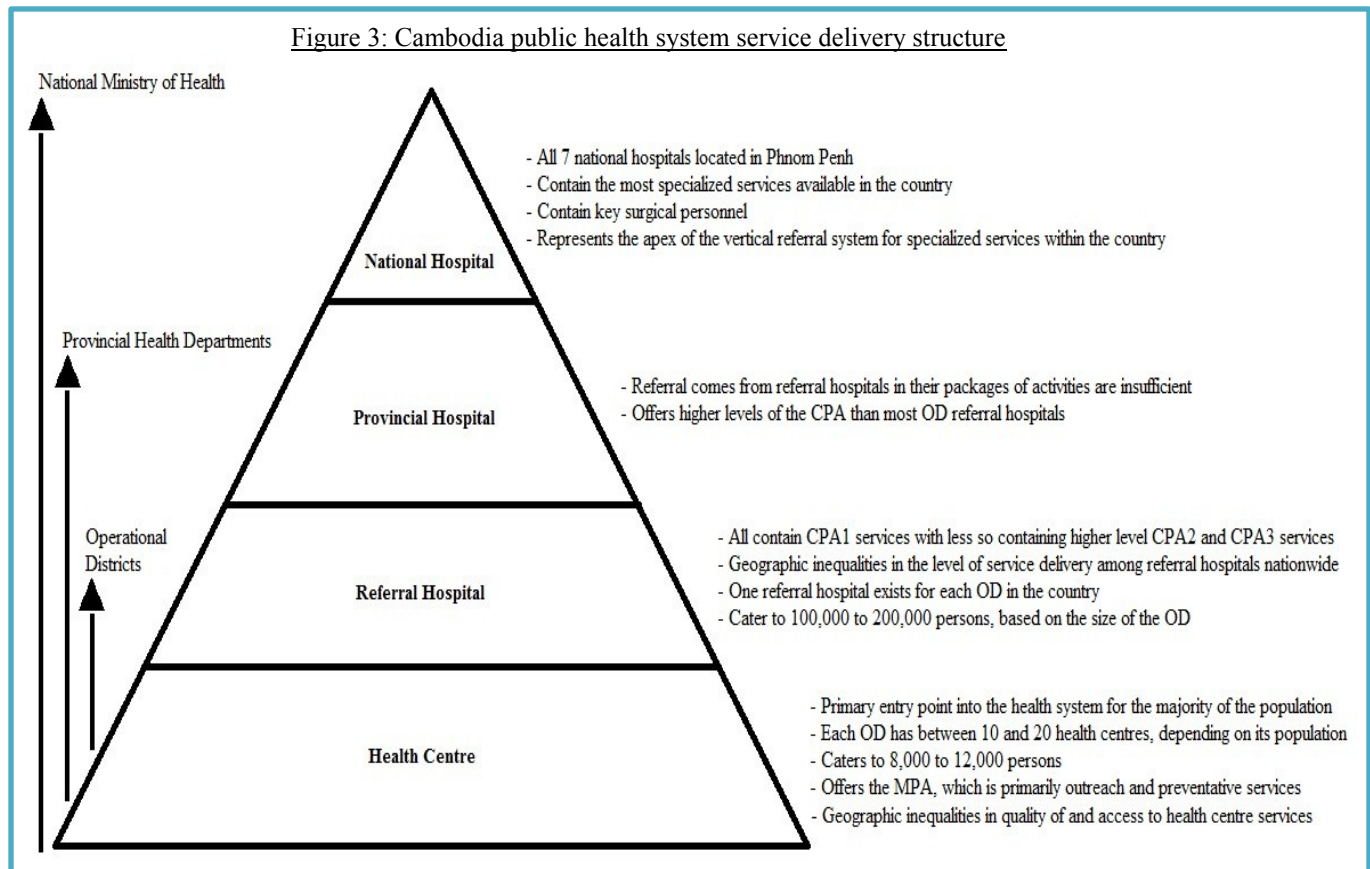 Figure 3: Cambodia public health system service delivery structure
National Ministry of Health
- All 7 national hospitals located in Phnom Penh
- Contain the most specialized services available in the country
- Contain key surgical personnel
- Represents the apex of the vertical referral system for specialized services within the country
National Hospital
Provincial Health Departments
- Referral comes from referral hospitals in their packages of activities are insufficient
- Offers higher levels of the CPA than most OD referral hospitals
Provincial Hospital
Operational
Districts
- All contain CPA1 services with less so containing higher level CPA2 and CPA3 services
- Geographic inequalities in the level of service delivery among referral hospitals nationwide
- One referral hospital exists for each OD in the country
- Cater to 100,000 to 200,000 persons, based on the size of the OD
Referral Hospital
- Primary entry point into the health system for the majority of the population
- Each OD has between 10 and 20 health centres, depending on its population
- Caters to 8,000 to 12,000 persons
- Offers the MPA, which is primarily outreach and preventative services
- Geographic inequalities in quality of and access to health centre services
Health Centre